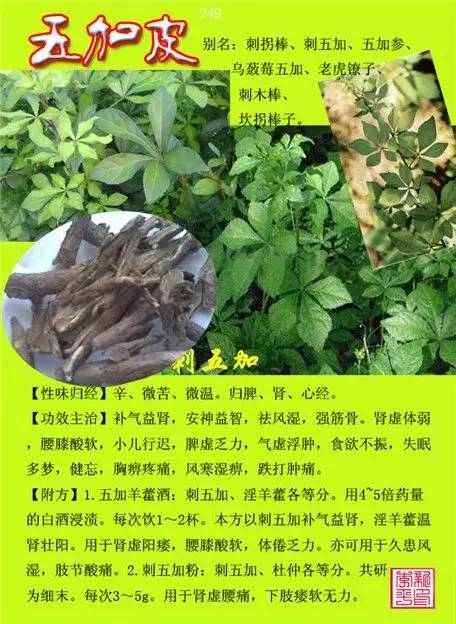 249
五加皮
别名：刺拐棒、刺五加、五加参、
乌蔹莓五加、老虎镣子、
刺木棒、
坎拐棒子。
刺五加
【性味归经】辛、微苦、微温。归脾、肾、心经。
【功效主治】补气益肾，安神益智，祛风湿，强筋骨。肾虚体弱
，腰膝酸软，小儿行迟，脾虚乏力，气虚浮肿，食欲不振，失眠
多梦，健忘，胸痹疼痛，风寒湿痹，跌打肿痛。
【附方】1.五加羊藿酒：刺五加、淫羊藿各等分。用4~5倍药量
的白酒浸渍。每次饮1～2杯。本方以刺五加补气益肾，淫羊藿温
肾壮阳。用于肾虚阳痿，腰膝酸软，体倦乏力。亦可用于久患风
湿，肢节酸痛。2.刺五加粉：刺五加、杜仲各等分。共研
为细末。每次3～5g。用于肾虚腰痛，下肢痿软无力。